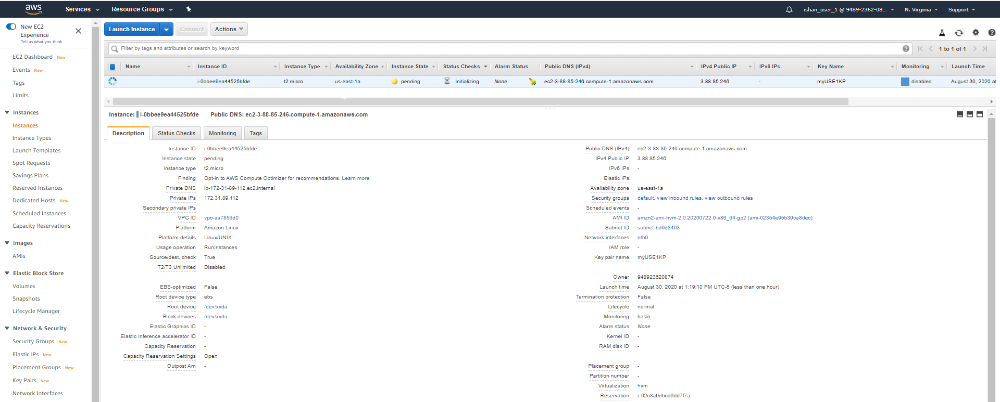 aws Services Resource Groups ishan_user_1 @ 9489-2362-08... N. Virginia Support
New EC2 Experience
Tell us what you think
EC2 Dashboard New
Events New
Tags
Limits
Instances
Instances
Instance Types
Launch Templates
Spot Requests
Savings Plans
Reserved Instances
Dedicated Hosts New
Scheduled Instances
Capacity Reservations
Images
AMIs
Elastic Block Store
Volumes
Snapshots
Lifecycle Manager
Network & Security
Security Groups New
Elastic IPs New
Placement Groups New
Key Pairs New
Network Interfaces
Launch Instance Connect Actions
Filter by tags and attributes or search by keyword 1 to 1 of 1
Name Instance ID Instance Type Availability Zone Instance State Status Checks Alarm Status Public DNS (IPv4) IPv4 Public IP IPv6 IPs Key Name Monitoring Launch Time
i-0bbee9ea44525bfde t2.micro us-east-1a pending Initializing None ec2-3-88-85-246.compute-1.amazonaws.com 3.88.85.246 - myUSE1KP disabled August 30, 2020 at
Instance: i-0bbee9ea44525bfde Public DNS: ec2-3-88-85-246.compute-1.amazonaws.com
Description Status Checks Monitoring Tags
Instance ID i-0bbee9ea44525bfde
Instance state pending
Instance type t2.micro
Finding Opt-in to AWS Compute Optimizer for recommendations. Learn more
Private DNS ip-172-31-89-112.ec2.internal
Private IPs 172.31.89.112
Secondary private IPs
VPC ID vpc-aa7856d0
Platform Amazon Linux
Platform details Linux/UNIX
Usage operation RunInstances
Source/dest. check True
T2/T3 Unlimited Disabled
EBS-optimized False
Root device type ebs
Root device /dev/xvda
Block devices /dev/xvda
Elastic Graphics ID -
Elastic Inference accelerator ID -
Capacity Reservation -
Capacity Reservation Settings Open
Outpost Arn -
Public DNS (IPv4) ec2-3-88-85-246.compute-1.amazonaws.com
IPv4 Public IP 3.88.85.246
IPv6 IPs -
Elastic IPs
Availability zone us-east-1a
Security groups default. view inbound rules. view outbound rules
Scheduled events -
AMI ID amzn2-ami-hvm-2.0.20200722.0-x86_64-gp2 (ami-02354e95b39ca8dec)
Subnet ID subnet-bd9d8493
Network interfaces eth0
IAM role -
Key pair name myUSE1KP
Owner 948923620874
Launch time August 30, 2020 at 1:19:10 PM UTC-5 (less than one hour)
Termination protection False
Lifecycle normal
Monitoring basic
Alarm status None
Kernel ID -
RAM disk ID -
Placement group -
Partition number -
Virtualization hvm
Reservation r-02c8a9dbcd9dd7f7a